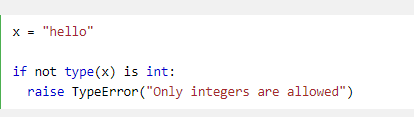 x = "hello"
if not type(x) is int:
  raise TypeError("Only integers are allowed")